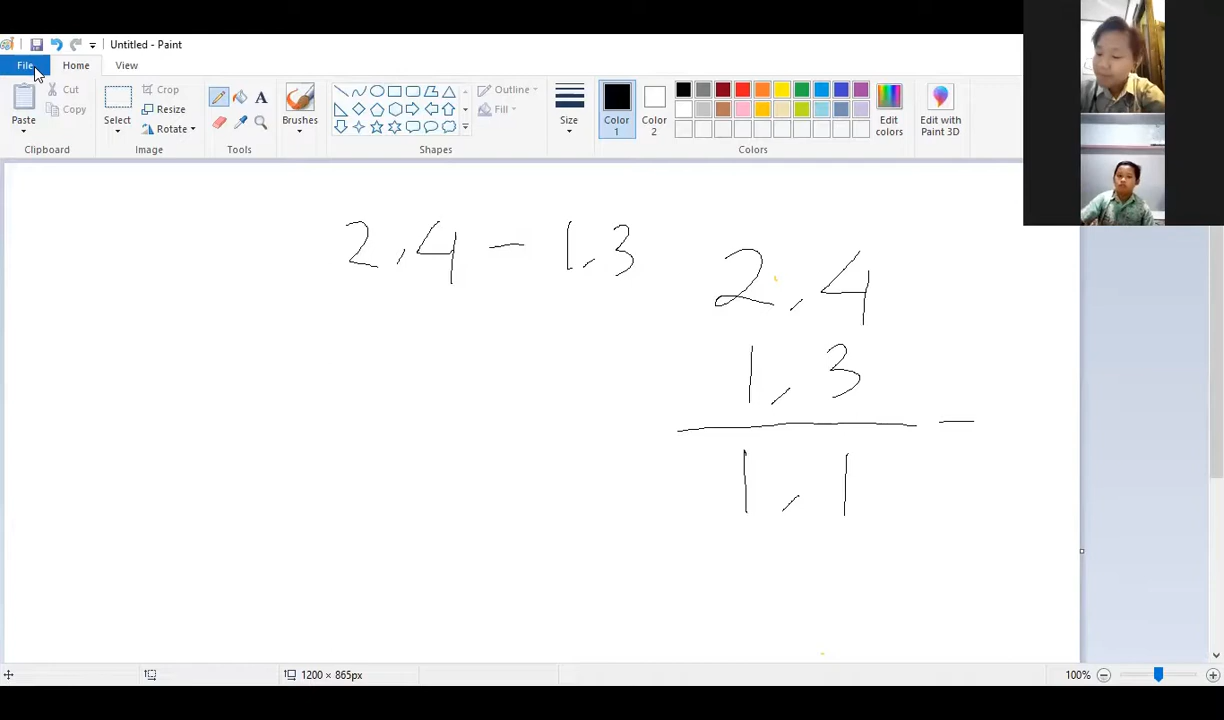 Untitled - Paint
File Home View
Paste
Cut
Copy
Clipboard
Select
Crop
Resize
Rotate
Image
A
Tools
Brushes
Outline
Fill
Shapes
Size
Color 1
Color 2
Colors
Edit colors
Edit with Paint 3D
2,4 - 1,3
2,4
1,3
-
1,1
1200 × 865px
100%